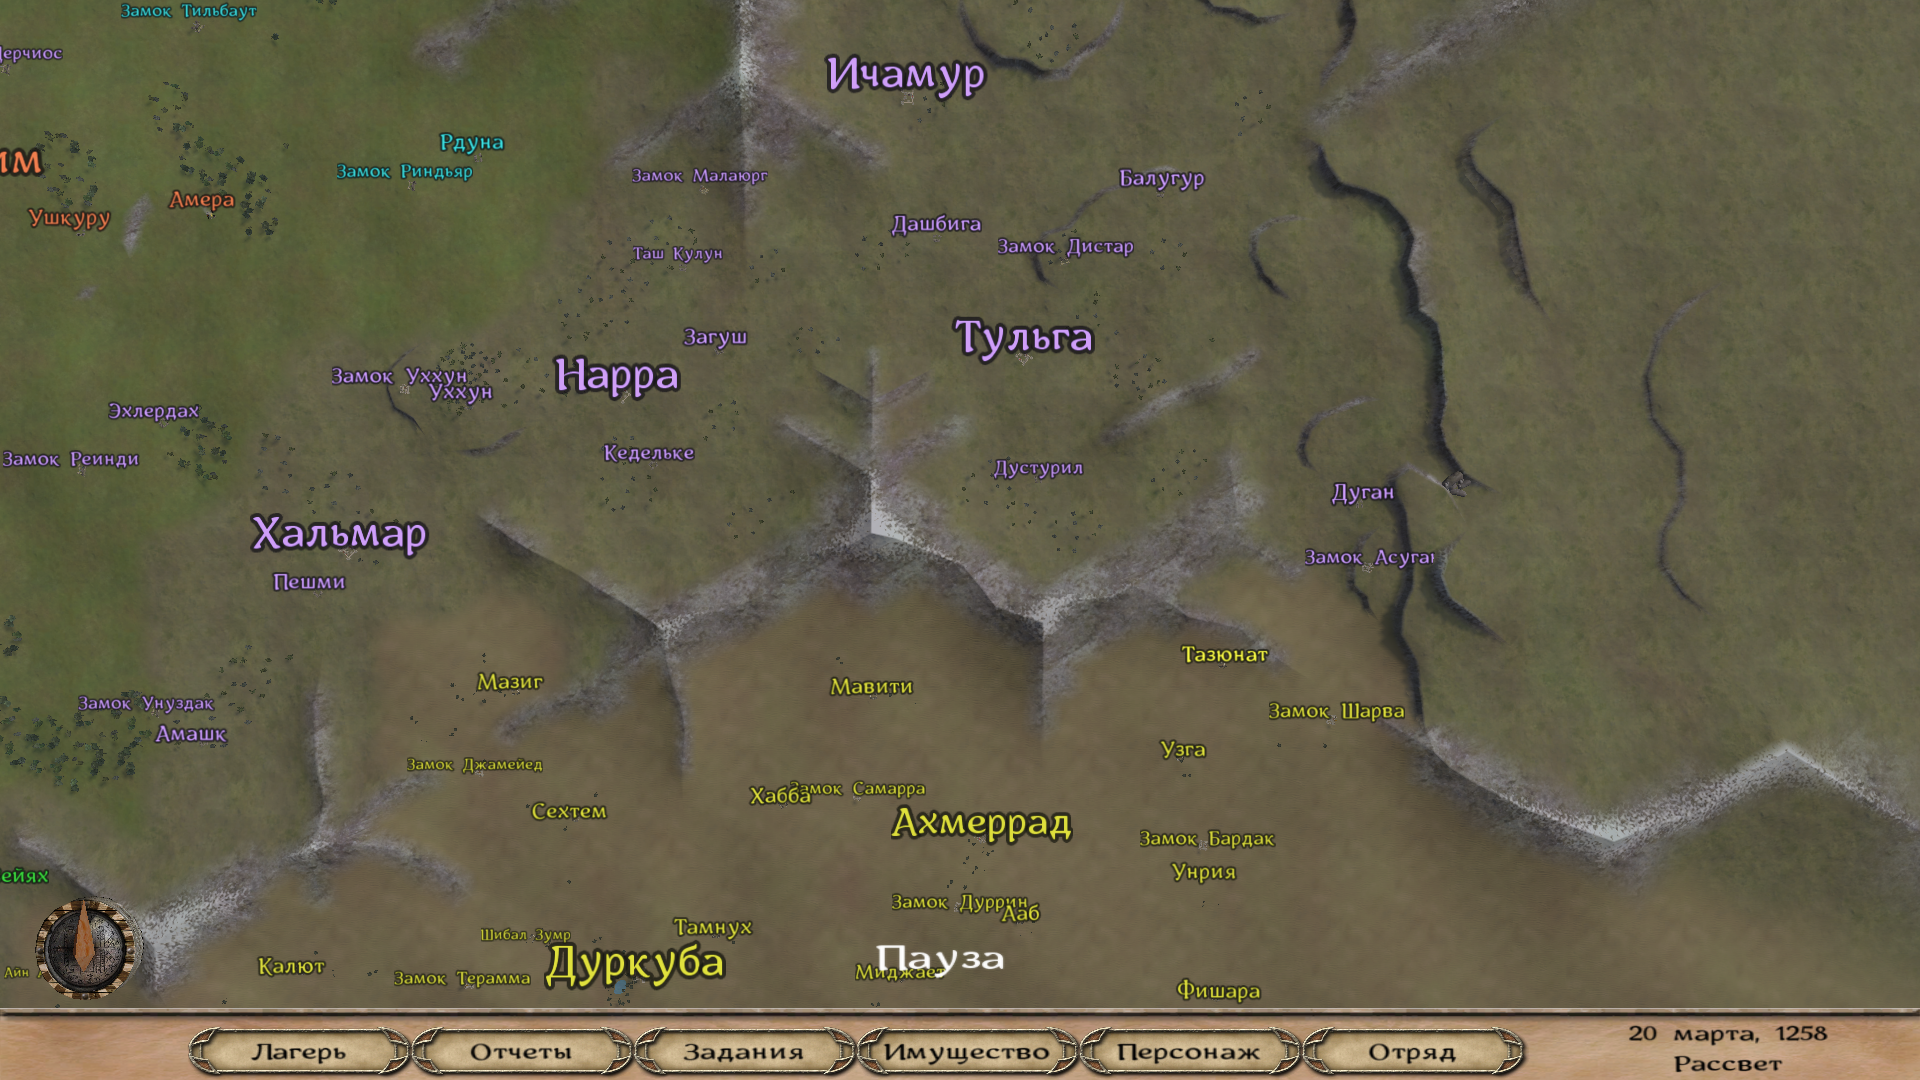 Замок Тильбаут
Ичамур
Рдуна
Замок Риндьяр
Замок Малаюрг
Балугур
Амера
Ушкуру
Дашбига
Замок Дистар
Таш Кулун
Загуш
Тульга
Замок Уххун
Нарра
Уххун
Эхлердах
Кедельке
Замок Реинди
Дустурил
Дуган
Хальмар
Замок Асуган
Пешми
Тазюнат
Мазиг
Мавити
Замок Унуздак
Замок Шарва
Амашк
Узга
Замок Джамейед
Замок Самарра
Хабба
Сехтем
Ахмеррад
Замок Бардак
Унрия
Замок Дуррин
Ааб
Тамнух
Шибал Зумр
Дуркуба
Пауза
Калют
Айн
Замок Терамма
Миджает
Фишара
Лагерь
Отчеты
Задания
Имущество
Персонаж
Отряд
20 марта, 1258
Рассвет